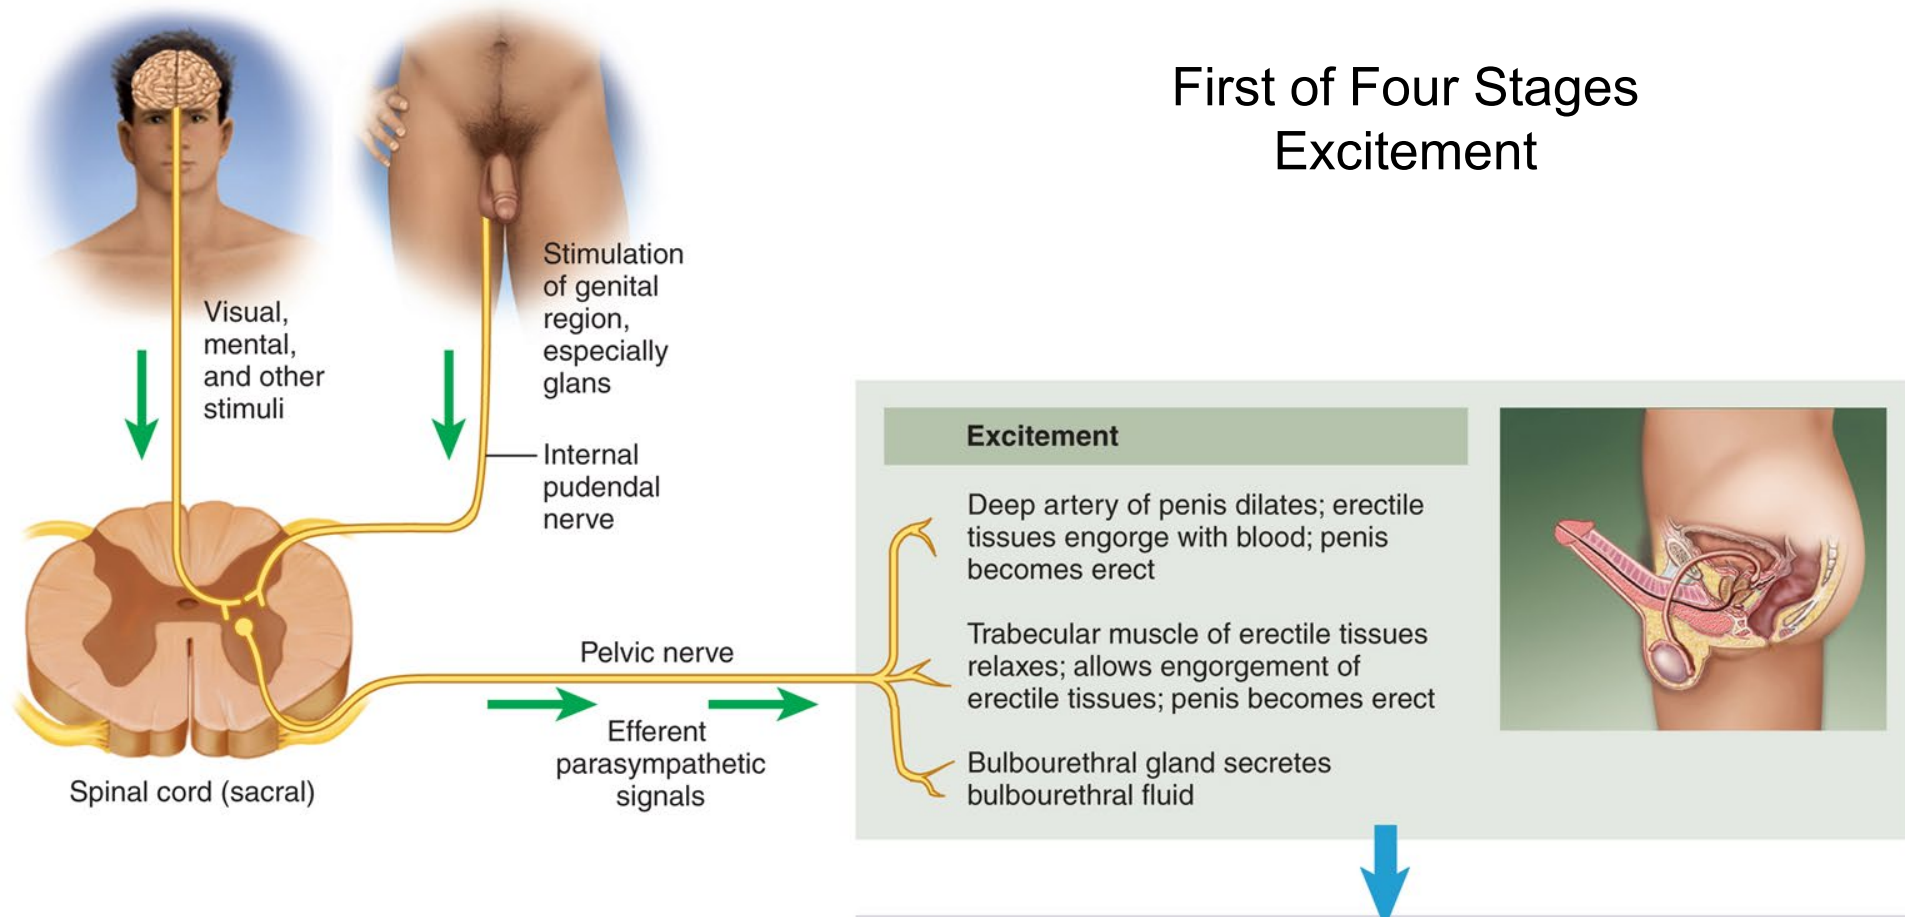 First of Four Stages
Excitement
Visual,
mental,
and other
stimuli
Stimulation
of genital
region,
especially
glans
Internal
pudendal
nerve
Spinal cord (sacral)
Pelvic nerve
Efferent
parasympathetic
signals
Excitement
Deep artery of penis dilates; erectile
tissues engorge with blood; penis
becomes erect
Trabecular muscle of erectile tissues
relaxes; allows engorgement of
erectile tissues; penis becomes erect
Bulbourethral gland secretes
bulbourethral fluid